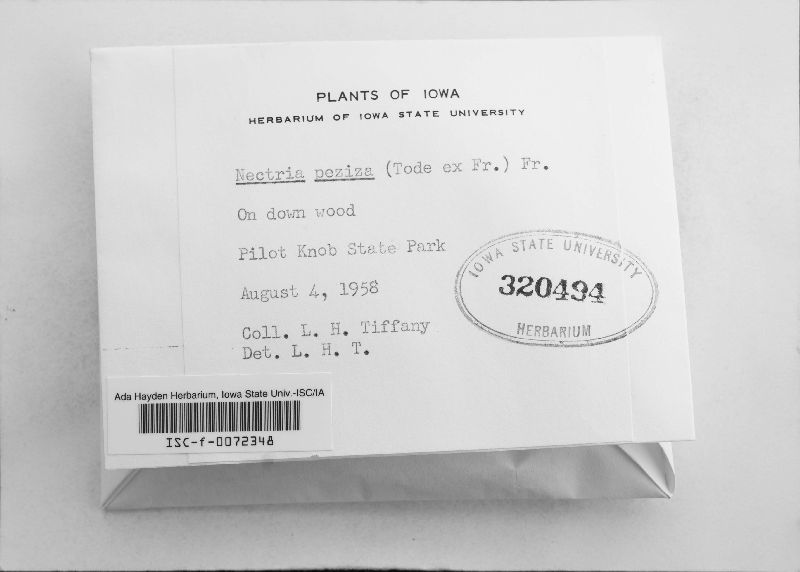 PLANTS OF IOWA
HERBARIUM OF IOWA STATE UNIVERSITY
Nectria peziza (Tode ex Fr.) Fr.
On down wood
Pilot Knob State Park
August 4, 1958
Coll. L. H. Tiffany
Det. L. H. T.
IOWA STATE UNIVERSITY
320494
HERBARIUM
Ada Hayden Herbarium, Iowa State Univ.-ISC/IA
ISC-f-0072348